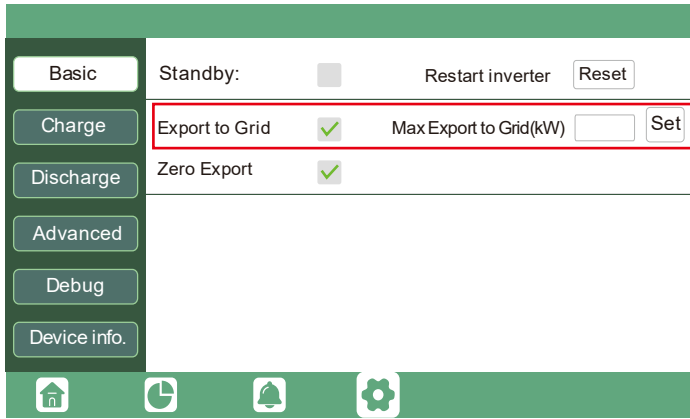 Basic
Standby:
Restart inverter
Reset
Charge
Export to Grid
Max Export to Grid(kW)
Set
Discharge
Zero Export
Advanced
Debug
Device info.